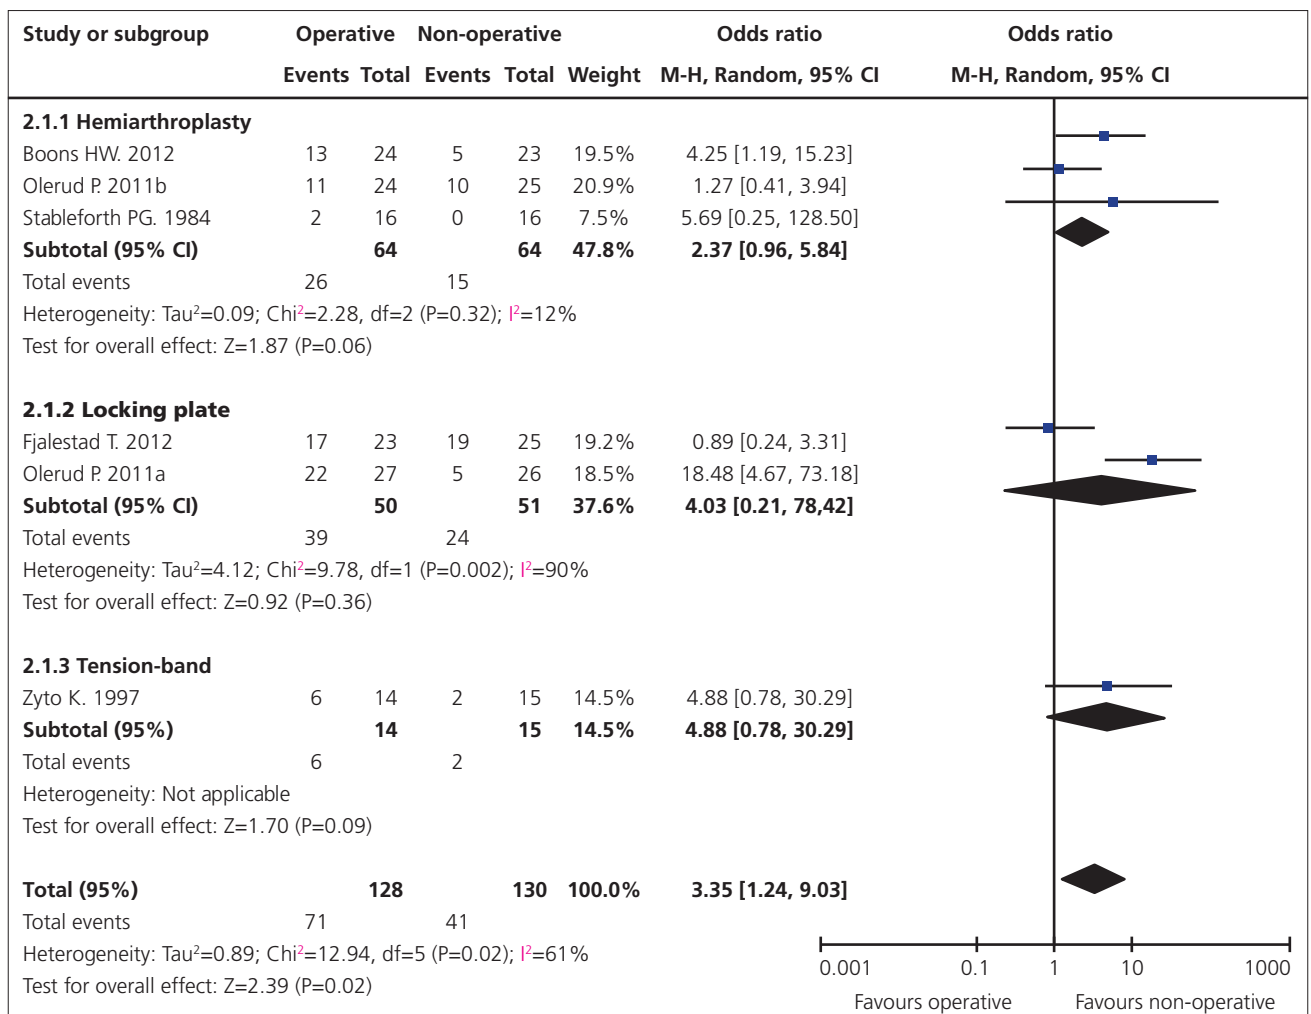 Study or subgroup Operative Non-operative Odds ratio Odds ratio
Events Total Events Total Weight M-H, Random, 95% CI M-H, Random, 95% CI
2.1.1 Hemiarthroplasty
Boons HW. 2012 13 24 5 23 19.5% 4.25 [1.19, 15.23]
Olerud P. 2011b 11 24 10 25 20.9% 1.27 [0.41, 3.94]
Stableforth PG. 1984 2 16 0 16 7.5% 5.69 [0.25, 128.50]
Subtotal (95% CI) 64 64 47.8% 2.37 [0.96, 5.84]
Total events 26 15
Heterogeneity: Tau²=0.09; Chi²=2.28, df=2 (P=0.32); I²=12%
Test for overall effect: Z=1.87 (P=0.06)
2.1.2 Locking plate
Fjalestad T. 2012 17 23 19 25 19.2% 0.89 [0.24, 3.31]
Olerud P. 2011a 22 27 5 26 18.5% 18.48 [4.67, 73.18]
Subtotal (95% CI) 50 51 37.6% 4.03 [0.21, 78,42]
Total events 39 24
Heterogeneity: Tau²=4.12; Chi²=9.78, df=1 (P=0.002); I²=90%
Test for overall effect: Z=0.92 (P=0.36)
2.1.3 Tension-band
Zyto K. 1997 6 14 2 15 14.5% 4.88 [0.78, 30.29]
Subtotal (95%) 14 15 14.5% 4.88 [0.78, 30.29]
Total events 6 2
Heterogeneity: Not applicable
Test for overall effect: Z=1.70 (P=0.09)
Total (95%) 128 130 100.0% 3.35 [1.24, 9.03]
Total events 71 41
Heterogeneity: Tau²=0.89; Chi²=12.94, df=5 (P=0.02); I²=61%
Test for overall effect: Z=2.39 (P=0.02)
0.001 0.1 1 10 1000
Favours operative Favours non-operative